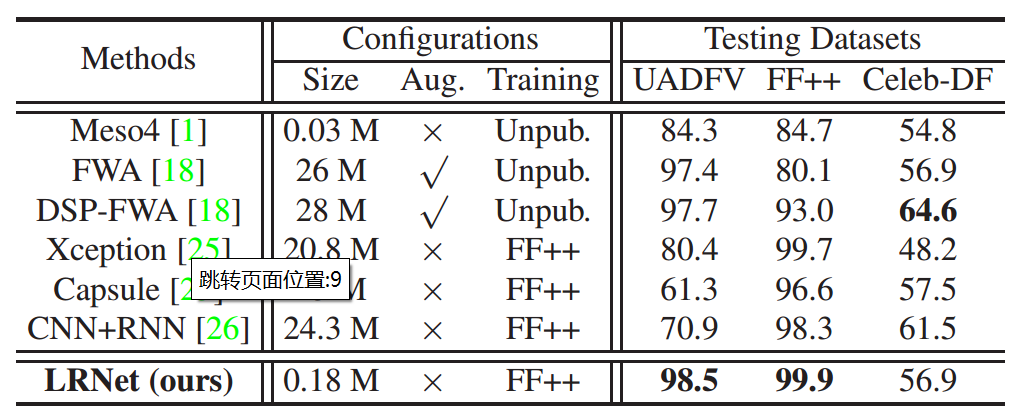 Methods Configurations Testing Datasets
Size Aug. Training UADFV FF++ Celeb-DF
Meso4 [1] 0.03 M × Unpub. 84.3 84.7 54.8
FWA [18] 26 M √ Unpub. 97.4 80.1 56.9
DSP-FWA [18] 28 M √ Unpub. 97.7 93.0 64.6
Xception [25] 20.8 M × FF++ 80.4 99.7 48.2
跳转页面位置:9
Capsule [2 M × FF++ 61.3 96.6 57.5
CNN+RNN [26] 24.3 M × FF++ 70.9 98.3 61.5
LRNet (ours) 0.18 M × FF++ 98.5 99.9 56.9